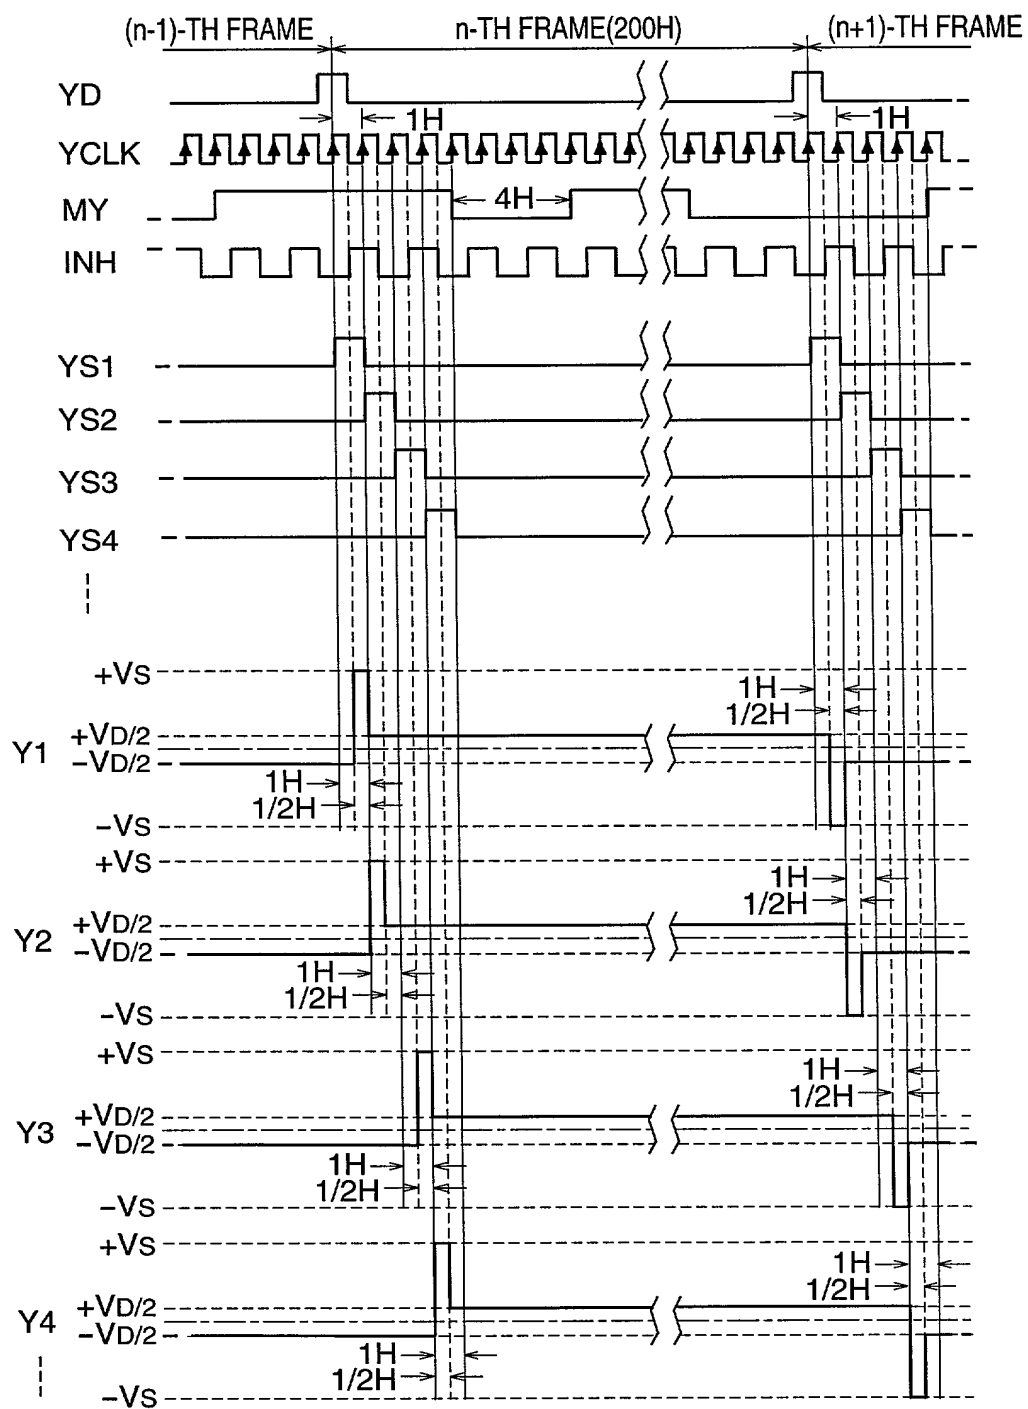 (n-1)-TH FRAME n-TH FRAME(200H) (n+1)-TH FRAME
YD
1H 1H
YCLK
MY 4H
INH
YS1
YS2
YS3
YS4
+VS
1H
1/2H
+VD/2
Y1
−VD/2
1H
1/2H
−VS
+VS
1H
1/2H
+VD/2
Y2
−VD/2
1H
1/2H
−VS
+VS
1H
1/2H
+VD/2
Y3
−VD/2
1H
1/2H
−VS
+VS
1H
1/2H
+VD/2
Y4
−VD/2
1H
1/2H
−VS